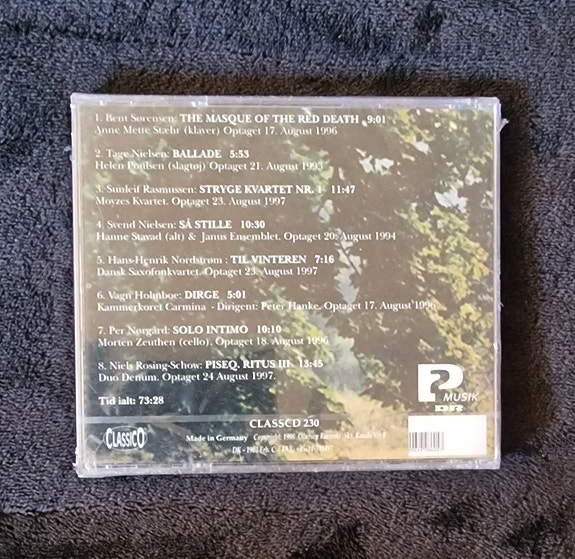 1. Bent Sørensen: THE MASQUE OF THE RED DEATH 9:01
Anne Mette Stæhr (klaver) Optaget 17. August 1996
2. Tage Nielsen: BALLADE 5:53
Helen Poulsen (slagtøj) Optaget 21. August 1993
3. Sunleif Rasmussen: STRYGE KVARTET NR. 1 11:47
Moyzes Kvartet. Optaget 23. August 1997
4. Svend Nielsen: SÅ STILLE 10:30
Hanne Stavad (alt) & Janus Ensemblet. Optaget 20. August 1994
5. Hans-Henrik Nordstrøm : TIL VINTEREN 7:16
Dansk Saxofonkvartet. Optaget 23. August 1997
6. Vagn Holmboe: DIRGE 5:01
Kammerkoret Carmina - Dirigent: Peter Hanke. Optaget 17. August 1996
7. Per Nørgård: SOLO INTIMO 10:10
Morten Zeuthen (cello). Optaget 18. August 1996
8. Niels Rosing-Schow: PISEQ, RITUS III 13:45
Duo Denum. Optaget 24 August 1997.
Tid ialt: 73:28
P2
MUSIK
DR
CLASSICO
CLASSCD 230
Made in Germany Copyright
DK - 1903